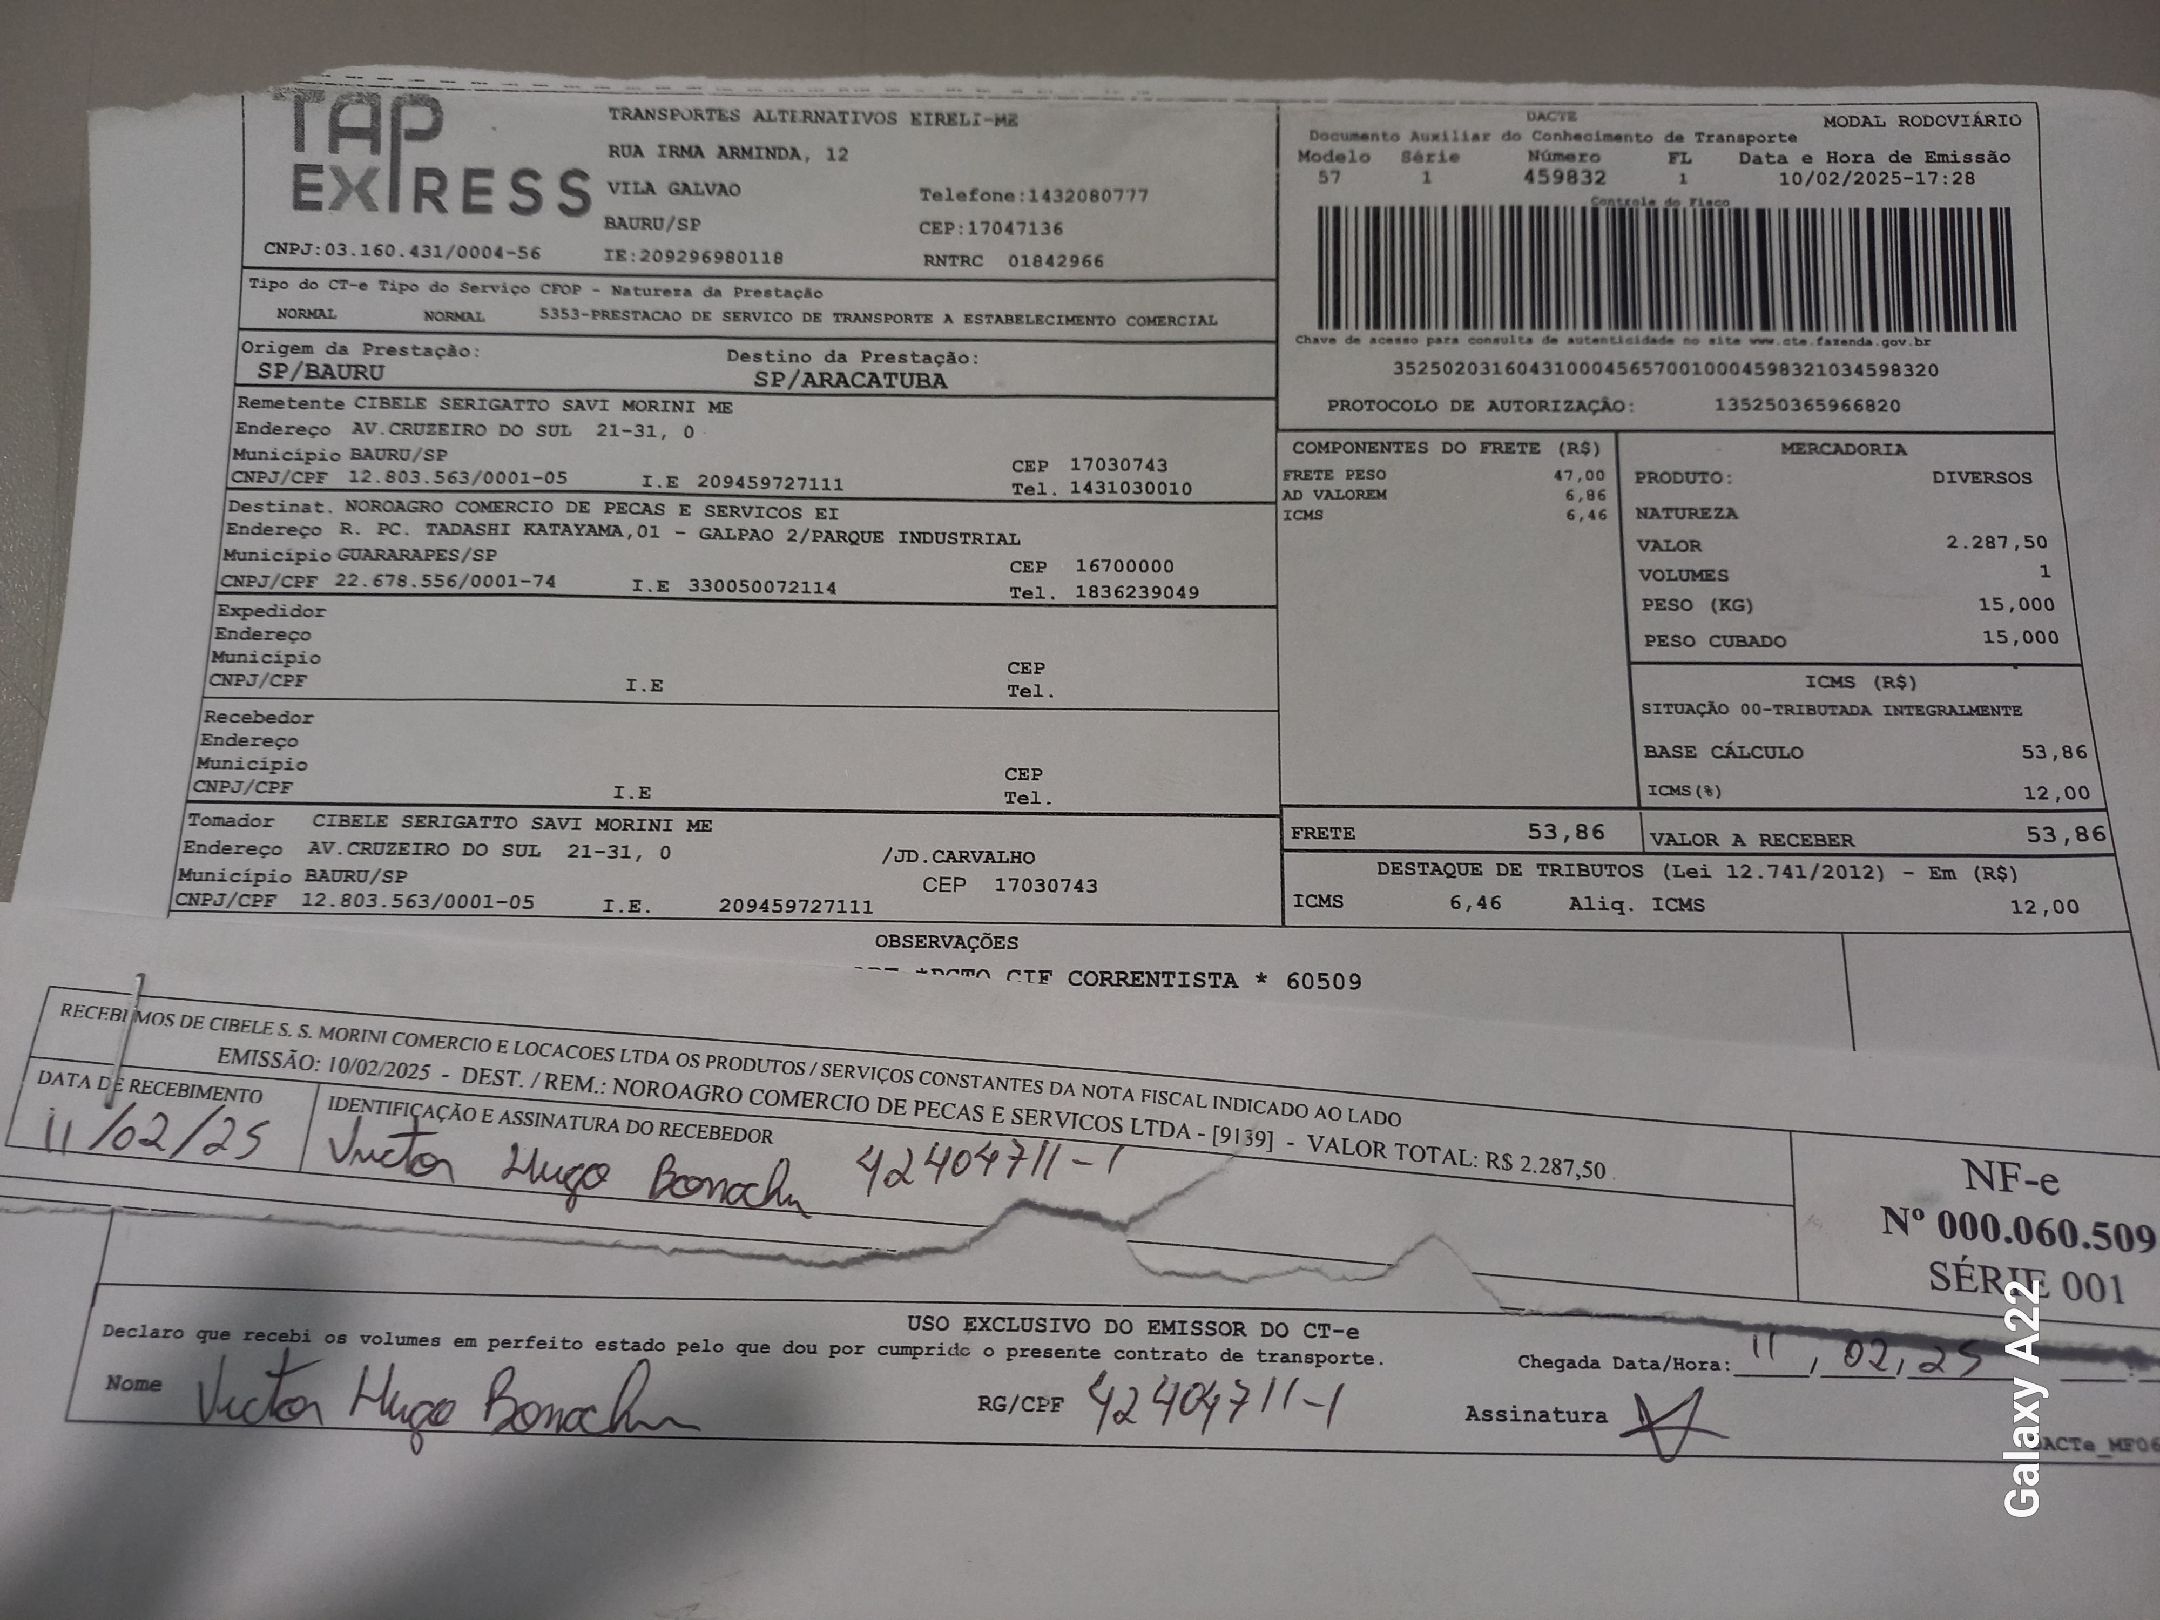 TAP
EXPRESS
TRANSPORTES ALTERNATIVOS EIRELI-ME
RUA IRMA ARMINDA, 12
VILA GALVAO Telefone:1432080777
BAURU/SP CEP:17047136
CNPJ:03.160.431/0004-56 IE:209296980118 RNTRC 01842966
DACTE MODAL RODOVIÁRIO
Documento Auxiliar do Conhecimento de Transporte
Modelo Série Número FL Data e Hora de Emissão
57 1 459832 1 10/02/2025-17:28
Controle do Fisco
Chave de acesso para consulta de autenticidade no site www.cte.fazenda.gov.br
35250203160431000456570010004598321034598320
PROTOCOLO DE AUTORIZAÇÃO: 135250365966820
Tipo do CT-e Tipo do Serviço CFOP - Natureza da Prestação
NORMAL NORMAL 5353-PRESTACAO DE SERVICO DE TRANSPORTE A ESTABELECIMENTO COMERCIAL
Origem da Prestação: Destino da Prestação:
SP/BAURU SP/ARACATUBA
Remetente CIBELE SERIGATTO SAVI MORINI ME
Endereço AV.CRUZEIRO DO SUL 21-31, 0
Município BAURU/SP CEP 17030743
CNPJ/CPF 12.803.563/0001-05 I.E 209459727111 Tel. 1431030010
Destinat. NOROAGRO COMERCIO DE PECAS E SERVICOS EI
Endereço R. PC. TADASHI KATAYAMA,01 - GALPAO 2/PARQUE INDUSTRIAL
Município GUARARAPES/SP CEP 16700000
CNPJ/CPF 22.678.556/0001-74 I.E 330050072114 Tel. 1836239049
Expedidor
Endereço
Município CEP
CNPJ/CPF I.E Tel.
Recebedor
Endereço
Município CEP
CNPJ/CPF I.E Tel.
Tomador CIBELE SERIGATTO SAVI MORINI ME
Endereço AV.CRUZEIRO DO SUL 21-31, 0 /JD.CARVALHO
Município BAURU/SP CEP 17030743
CNPJ/CPF 12.803.563/0001-05 I.E. 209459727111
COMPONENTES DO FRETE (R$)
FRETE PESO 47,00
AD VALOREM 6,86
ICMS 6,46
MERCADORIA
PRODUTO: DIVERSOS
NATUREZA
VALOR 2.287,50
VOLUMES 1
PESO (KG) 15,000
PESO CUBADO 15,000
ICMS (R$)
SITUAÇÃO 00-TRIBUTADA INTEGRALMENTE
BASE CÁLCULO 53,86
ICMS(%) 12,00
FRETE 53,86 VALOR A RECEBER 53,86
DESTAQUE DE TRIBUTOS (Lei 12.741/2012) - Em (R$)
ICMS 6,46 Aliq. ICMS 12,00
OBSERVAÇÕES
*DCTO CIF CORRENTISTA * 60509
RECEBIMOS DE CIBELE S. S. MORINI COMERCIO E LOCACOES LTDA OS PRODUTOS / SERVIÇOS CONSTANTES DA NOTA FISCAL INDICADO AO LADO
EMISSÃO: 10/02/2025 - DEST. / REM.: NOROAGRO COMERCIO DE PECAS E SERVICOS LTDA - [9139] - VALOR TOTAL: R$ 2.287,50
DATA DE RECEBIMENTO IDENTIFICAÇÃO E ASSINATURA DO RECEBEDOR
11/02/25 Victor Hugo 42404711-1
NF-e
Nº 000.060.509
SÉRIE 001
USO EXCLUSIVO DO EMISSOR DO CT-e
Declaro que recebi os volumes em perfeito estado pelo que dou por cumprido o presente contrato de transporte. Chegada Data/Hora: 11, 02, 25
Nome Victor Hugo RG/CPF 42404711-1 Assinatura
DACTe_MF06
Galaxy A22